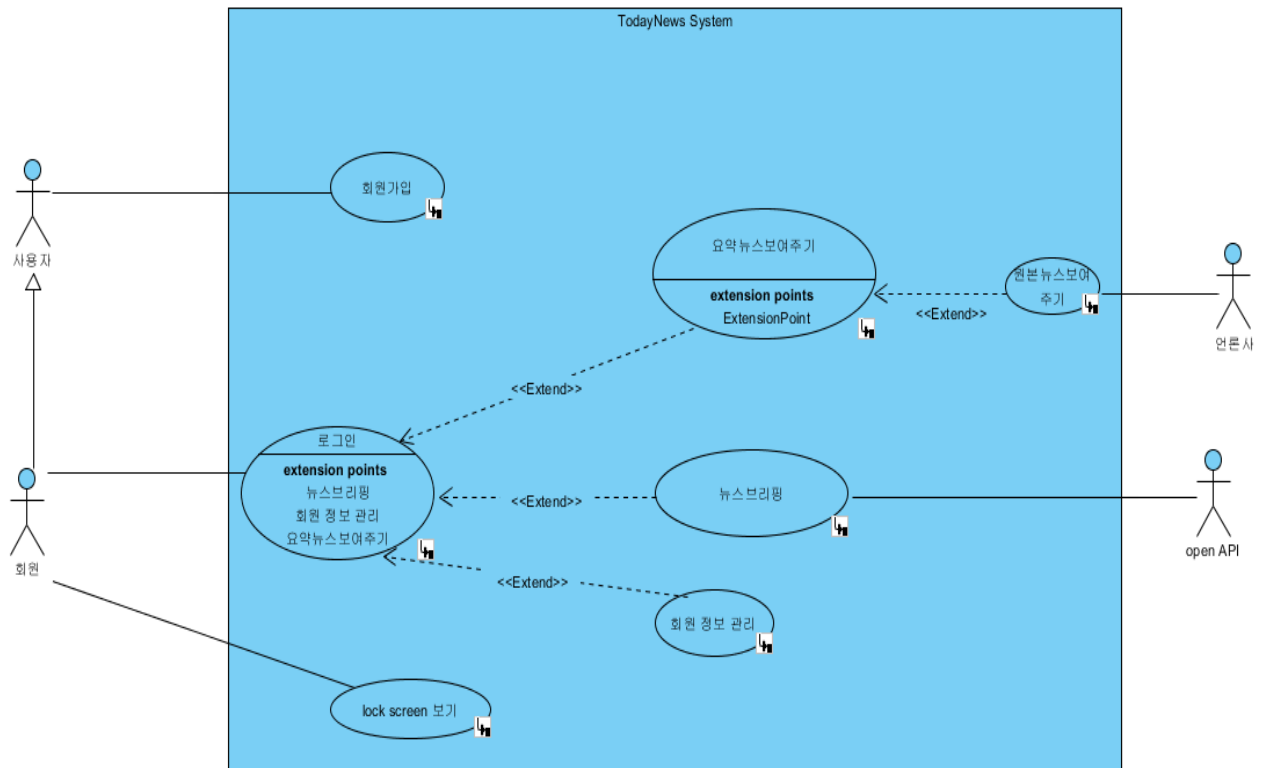 TodayNews System
회원가입
사용자
요약뉴스보여주기
extension points
ExtensionPoint
<<Extend>>
원본뉴스보여
주기
언론사
<<Extend>>
로그인
extension points
뉴스브리핑
회원 정보 관리
요약뉴스보여주기
회원
<<Extend>>
뉴스브리핑
open API
<<Extend>>
회원 정보 관리
lock screen 보기